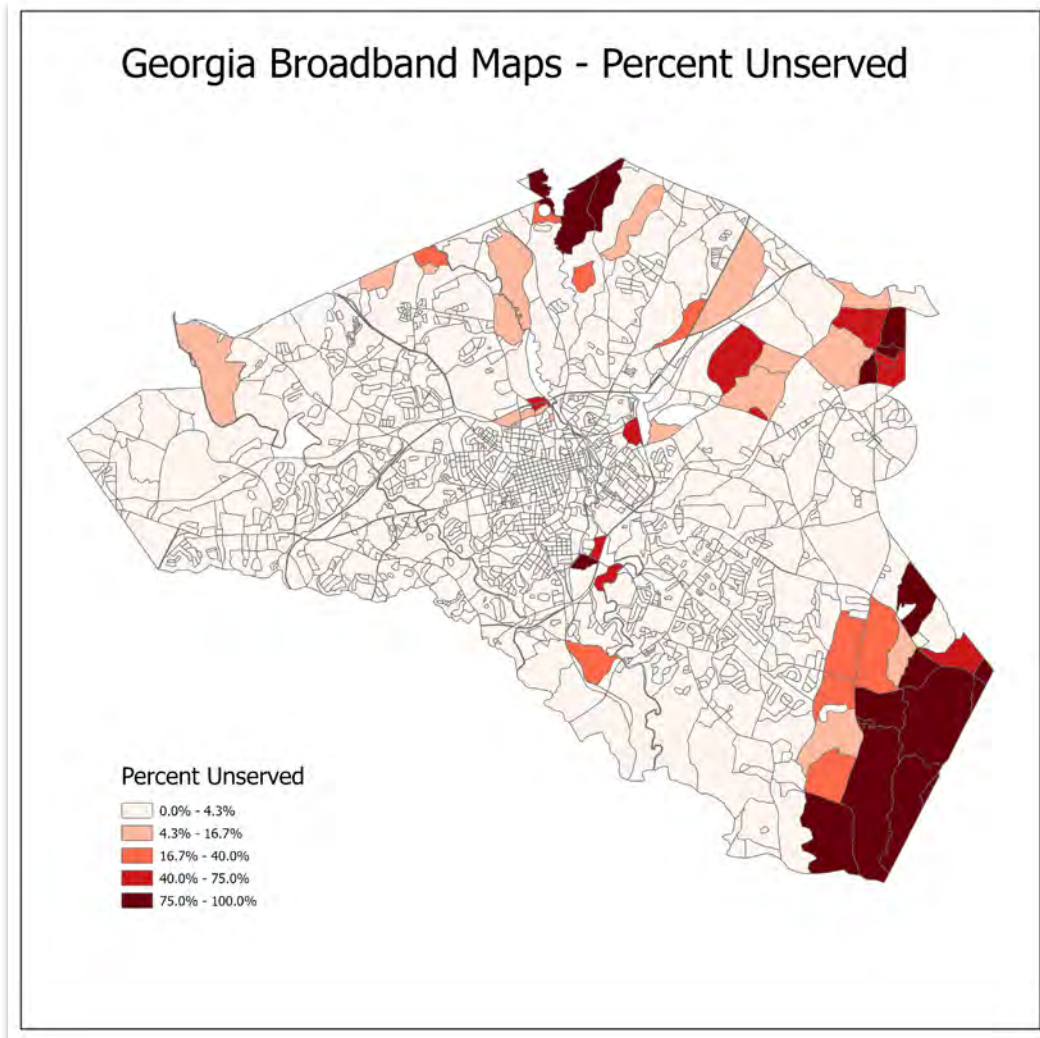 Georgia Broadband Maps - Percent Unserved
Percent Unserved
0.0% - 4.3%
4.3% - 16.7%
16.7% - 40.0%
40.0% - 75.0%
75.0% - 100.0%